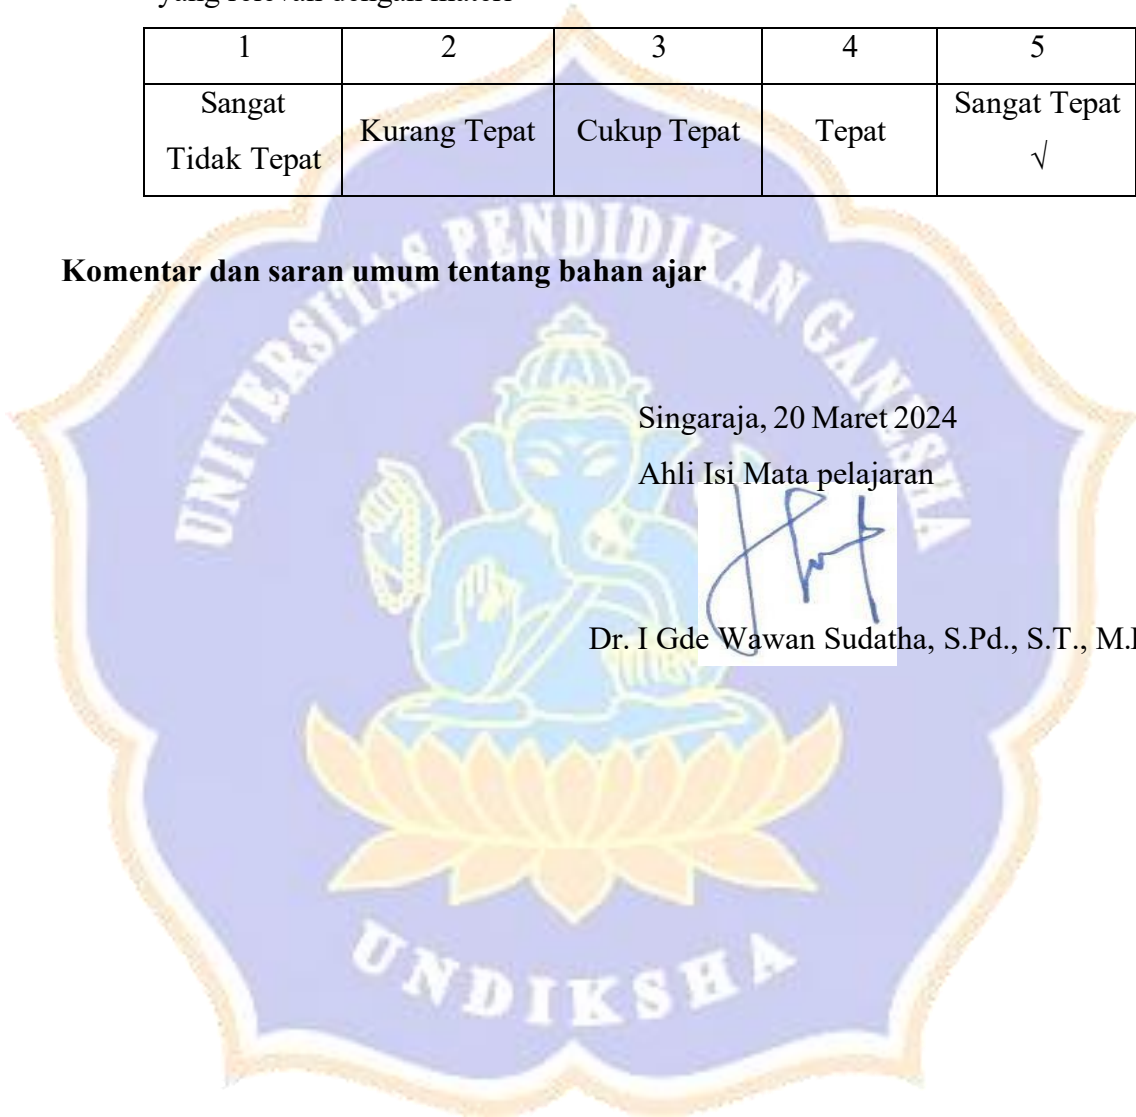 yang relevan dengan materi
1 2 3 4 5
Sangat Tidak Tepat Kurang Tepat Cukup Tepat Tepat Sangat Tepat √
Komentar dan saran umum tentang bahan ajar
UNIVERSITAS PENDIDIKAN GANESHA
Singaraja, 20 Maret 2024
Ahli Isi Mata pelajaran
Dr. I Gde Wawan Sudatha, S.Pd., S.T.,
UNDIKSHA